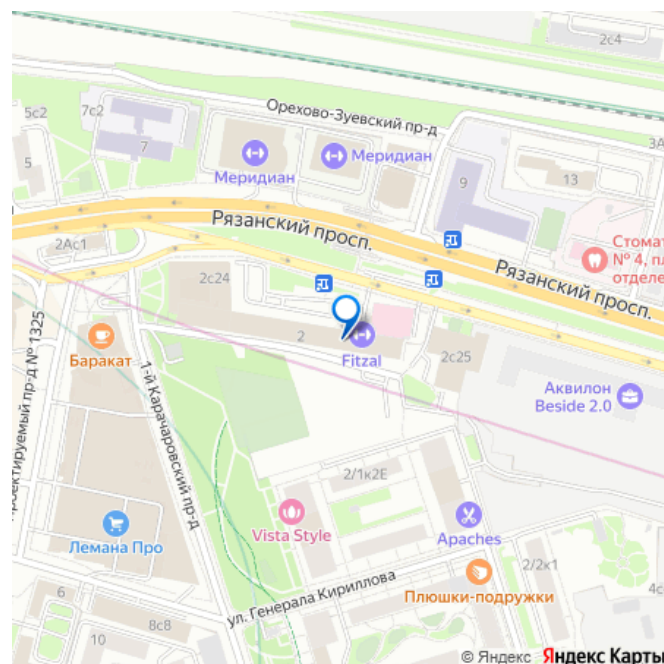 2с4
Орехово-Зуевский пр-д
7с2
5с2
7
5
Меридиан
Меридиан
3А
9
13
Рязанский просп.
2Ас1
Стомат
№ 4, пл
отделе
Рязанский просп.
2с24
2
Fitzal
2с25
Баракат
1-й Карачаровский пр-д
Проектируемый пр-д № 1325
Аквилон
Beside 2.0
2/1к2Е
Vista Style
Apaches
Лемана Про
2/2к1
ул. Генерала Кириллова
Плюшки-подружки
6
4с
8с8
10
© Яндекс Яндекс Карты